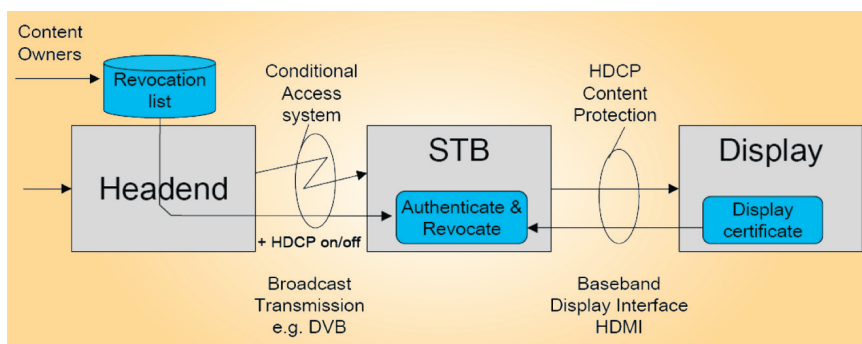 Content
Owners
Revocation
list
Conditional
Access
system
HDCP
Content
Protection
Headend
STB
Display
Authenticate &
Revocate
Display
certificate
+ HDCP on/off
Broadcast
Transmission
e.g. DVB
Baseband
Display Interface
HDMI